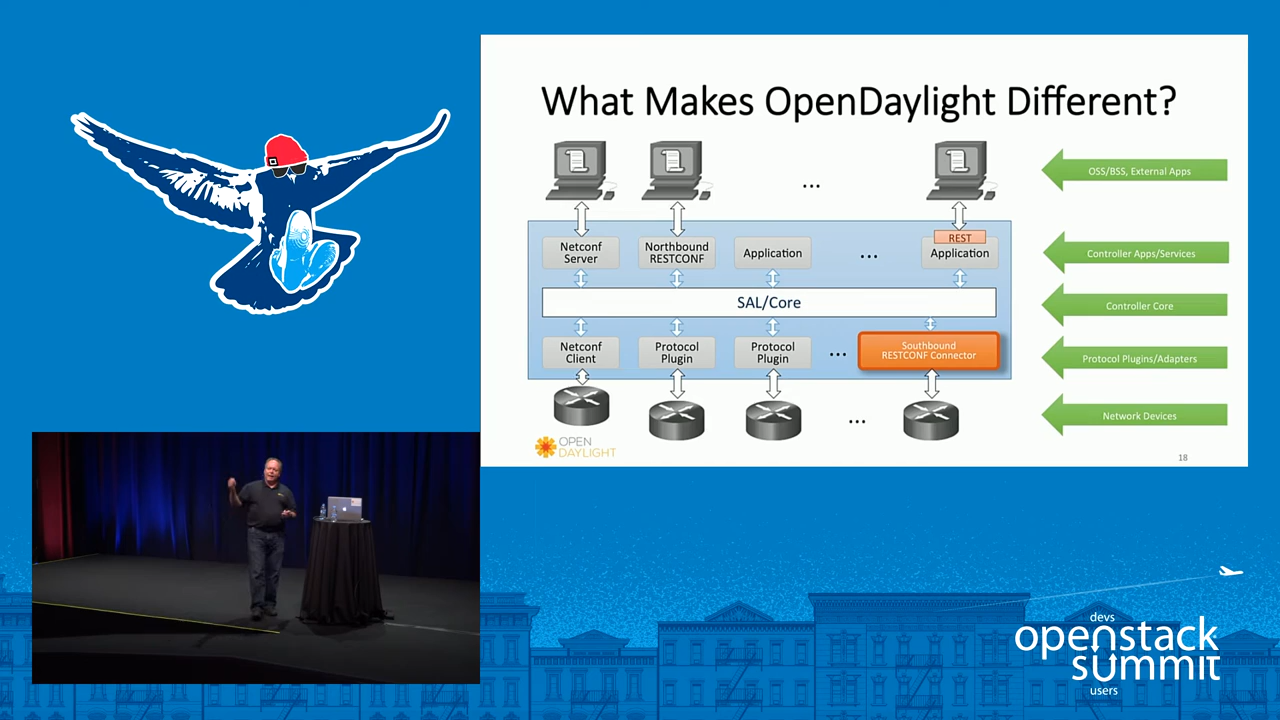 What Makes OpenDaylight Different?
...
OSS/BSS, External Apps
REST
Netconf
Server
Northbound
RESTCONF
Application
...
Application
Controller Apps/Services
SAL/Core
Controller Core
Netconf
Client
Protocol
Plugin
Protocol
Plugin
...
Southbound
RESTCONF Connector
Protocol Plugins/Adapters
...
Network Devices
OPEN
DAYLIGHT
18
devs
openstack
summit
users